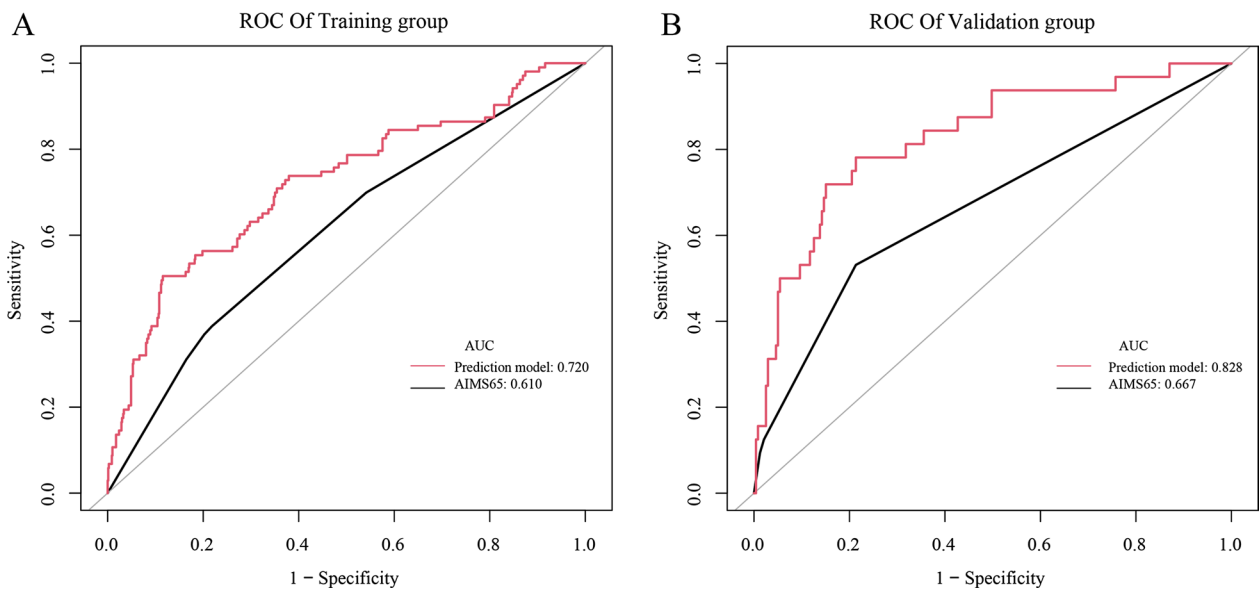 A
ROC Of Training group
1.0
0.8
0.6
0.4
0.2
0.0
Sensitivity
AUC
Prediction model: 0.720
AIMS65: 0.610
0.0 0.2 0.4 0.6 0.8 1.0
1 − Specificity
B
ROC Of Validation group
1.0
0.8
0.6
0.4
0.2
0.0
Sensitivity
AUC
Prediction model: 0.828
AIMS65: 0.667
0.0 0.2 0.4 0.6 0.8 1.0
1 − Specificity